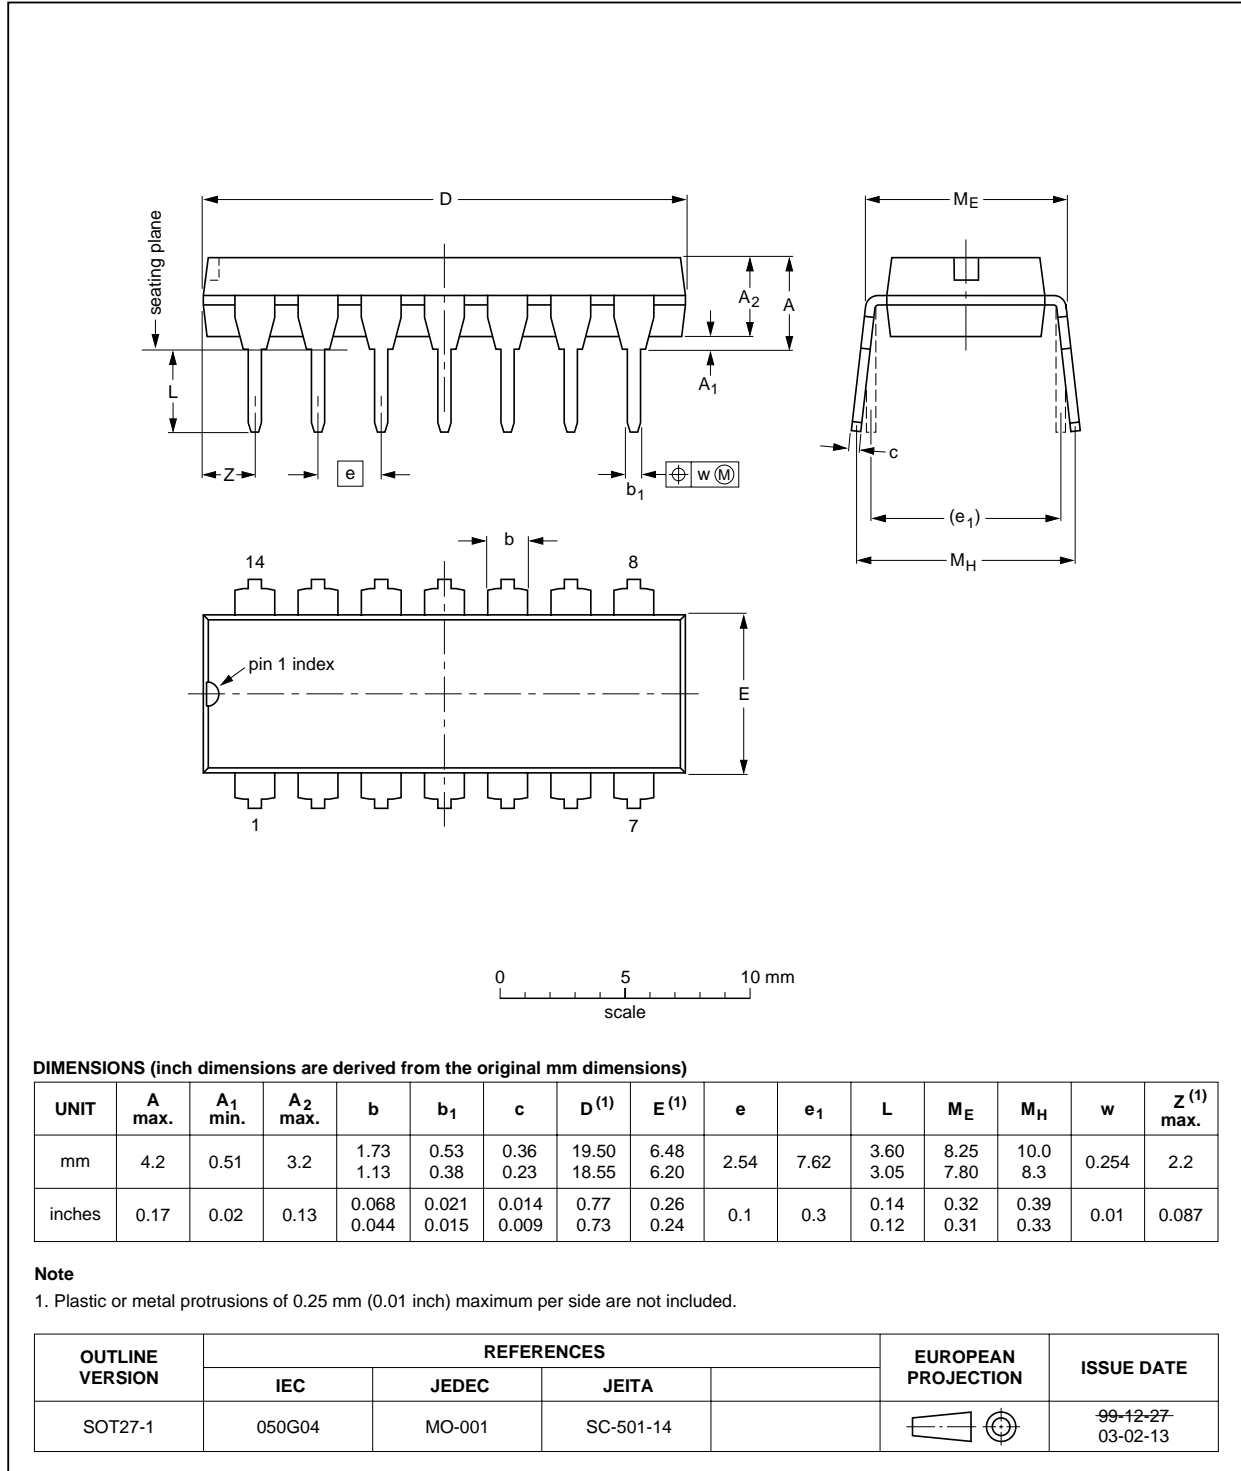 D
M_E
seating plane
A_2
A
L
A_1
Z
e
b_1
w Ⓜ
c
(e_1)
M_H
b
14
8
pin 1 index
E
1
7
0
5
10 mm
scale
DIMENSIONS (inch dimensions are derived from the original mm dimensions)
UNIT
A max.
A_1 min.
A_2 max.
b
b_1
c
D(1)
E(1)
e
e_1
L
M_E
M_H
w
Z(1) max.
mm
4.2
0.51
3.2
1.73
1.13
0.53
0.38
0.36
0.23
19.50
18.55
6.48
6.20
2.54
7.62
3.60
3.05
8.25
7.80
10.0
8.3
0.254
2.2
inches
0.17
0.02
0.13
0.068
0.044
0.021
0.015
0.014
0.009
0.77
0.73
0.26
0.24
0.1
0.3
0.14
0.12
0.32
0.31
0.39
0.33
0.01
0.087
Note
1. Plastic or metal protrusions of 0.25 mm (0.01 inch) maximum per side are not included.
OUTLINE
VERSION
REFERENCES
EUROPEAN
PROJECTION
ISSUE DATE
IEC
JEDEC
JEITA
SOT27-1
050G04
MO-001
SC-501-14
99-12-27
03-02-13